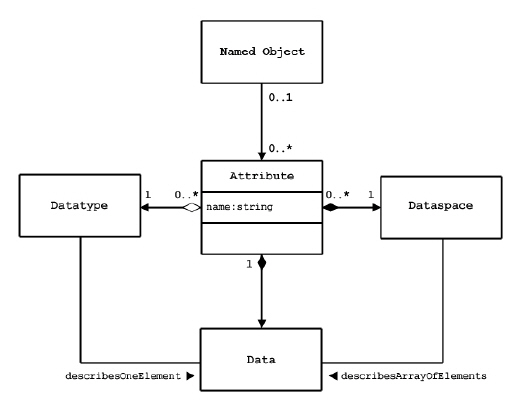 Named Object
0..1
0..*
Attribute
1 0..* 0..* 1
Datatype name:string Dataspace
1
Data
describesOneElement describesArrayOfElements